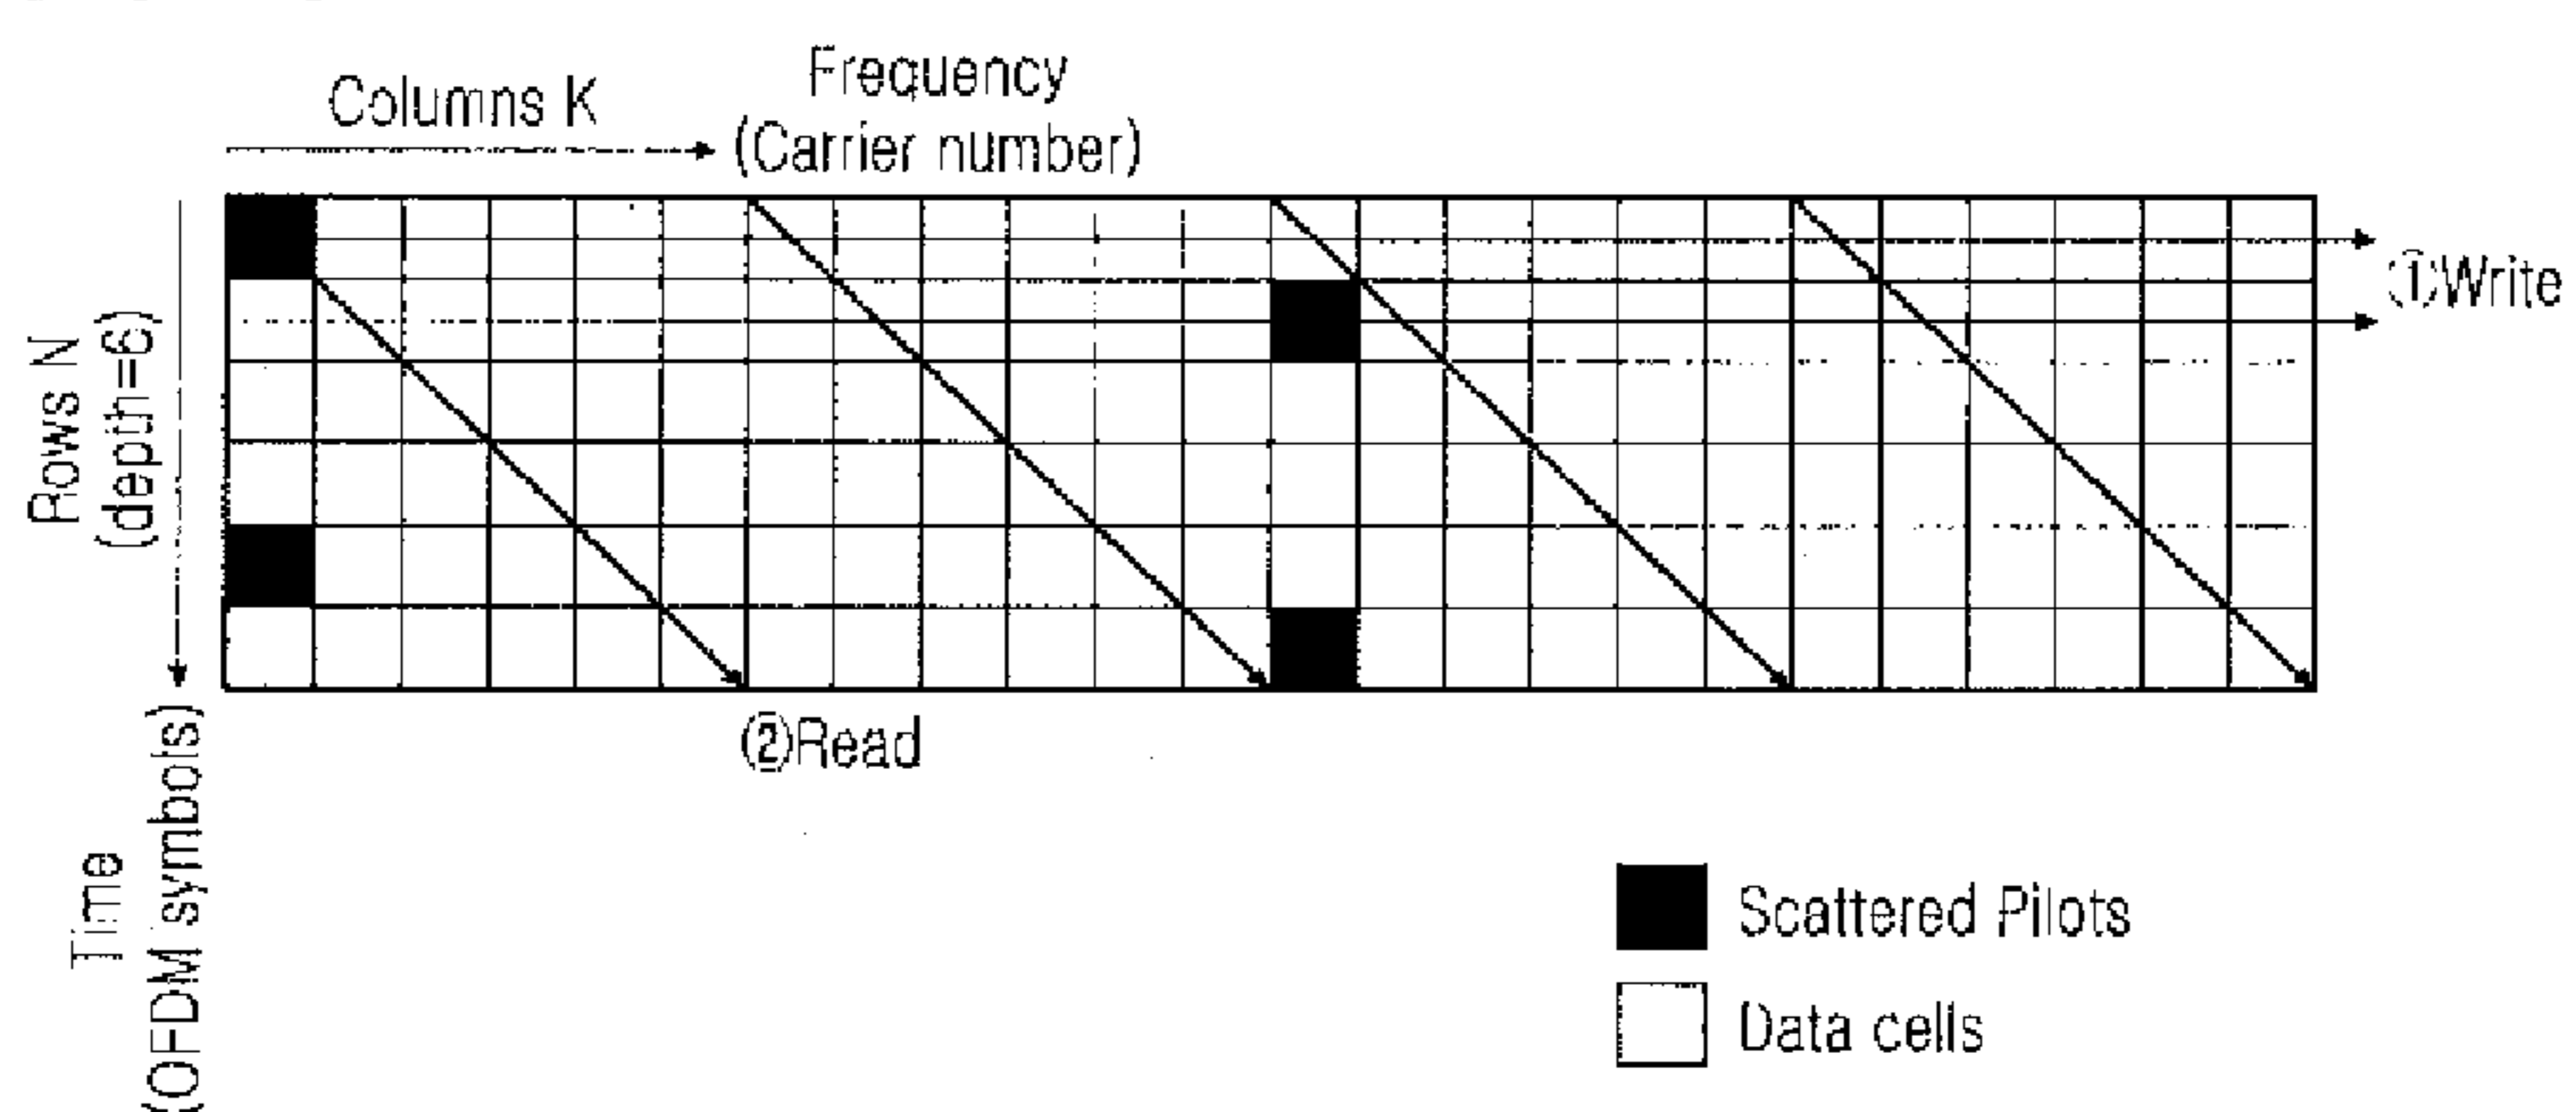 Columns K
Frequency
(Carrier number)
①Write
Rows N
(depth=6)
②Read
Time
(OFDM symbols)
Scattered Pilots
Data cells